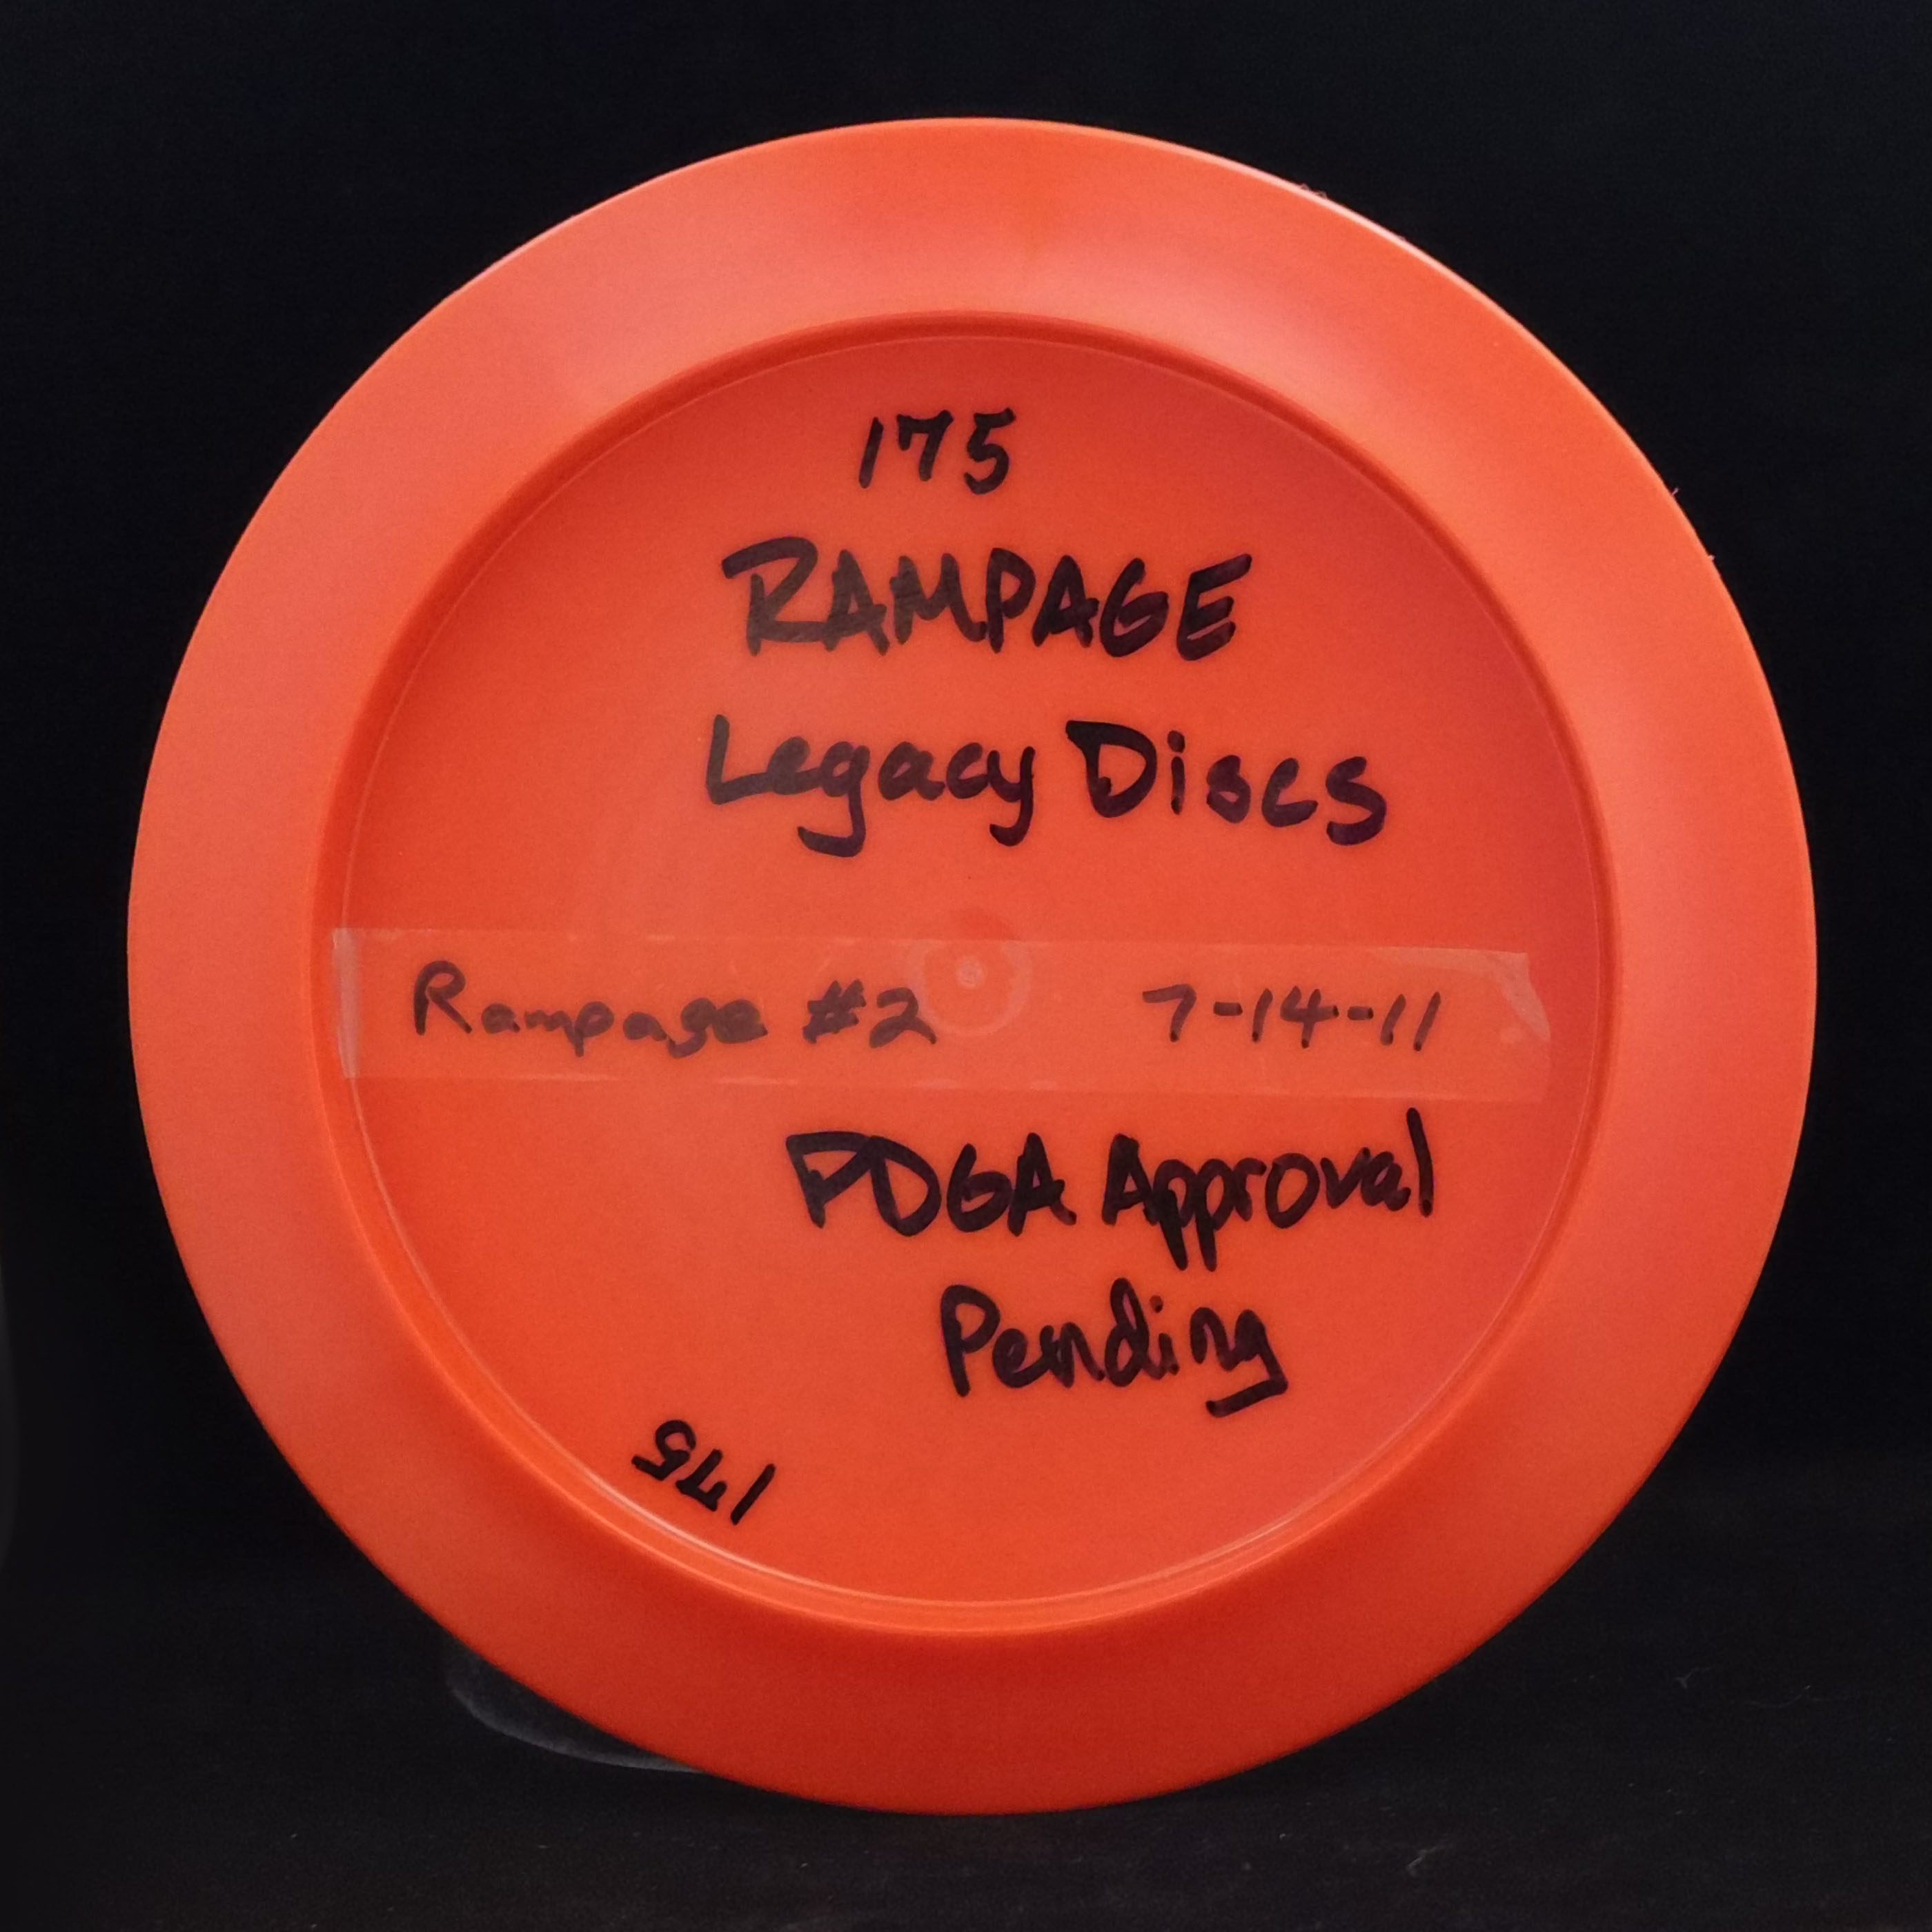 175
RAMPAGE
Legacy Discs
Rampage #2 7-14-11
PDGA Approval
Pending
175